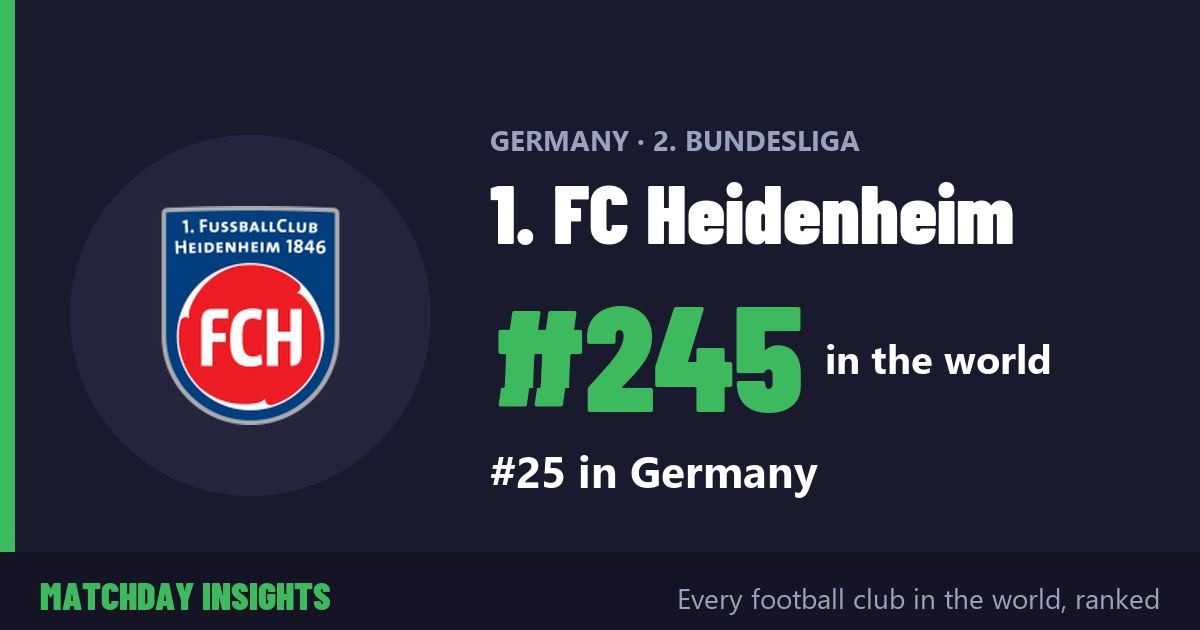 1. FUSSBALLCLUB
HEIDENHEIM 1846
FCH
GERMANY · 2. BUNDESLIGA
1. FC Heidenheim
#245 in the world
#25 in Germany
MATCHDAY INSIGHTS
Every football club in the world, ranked